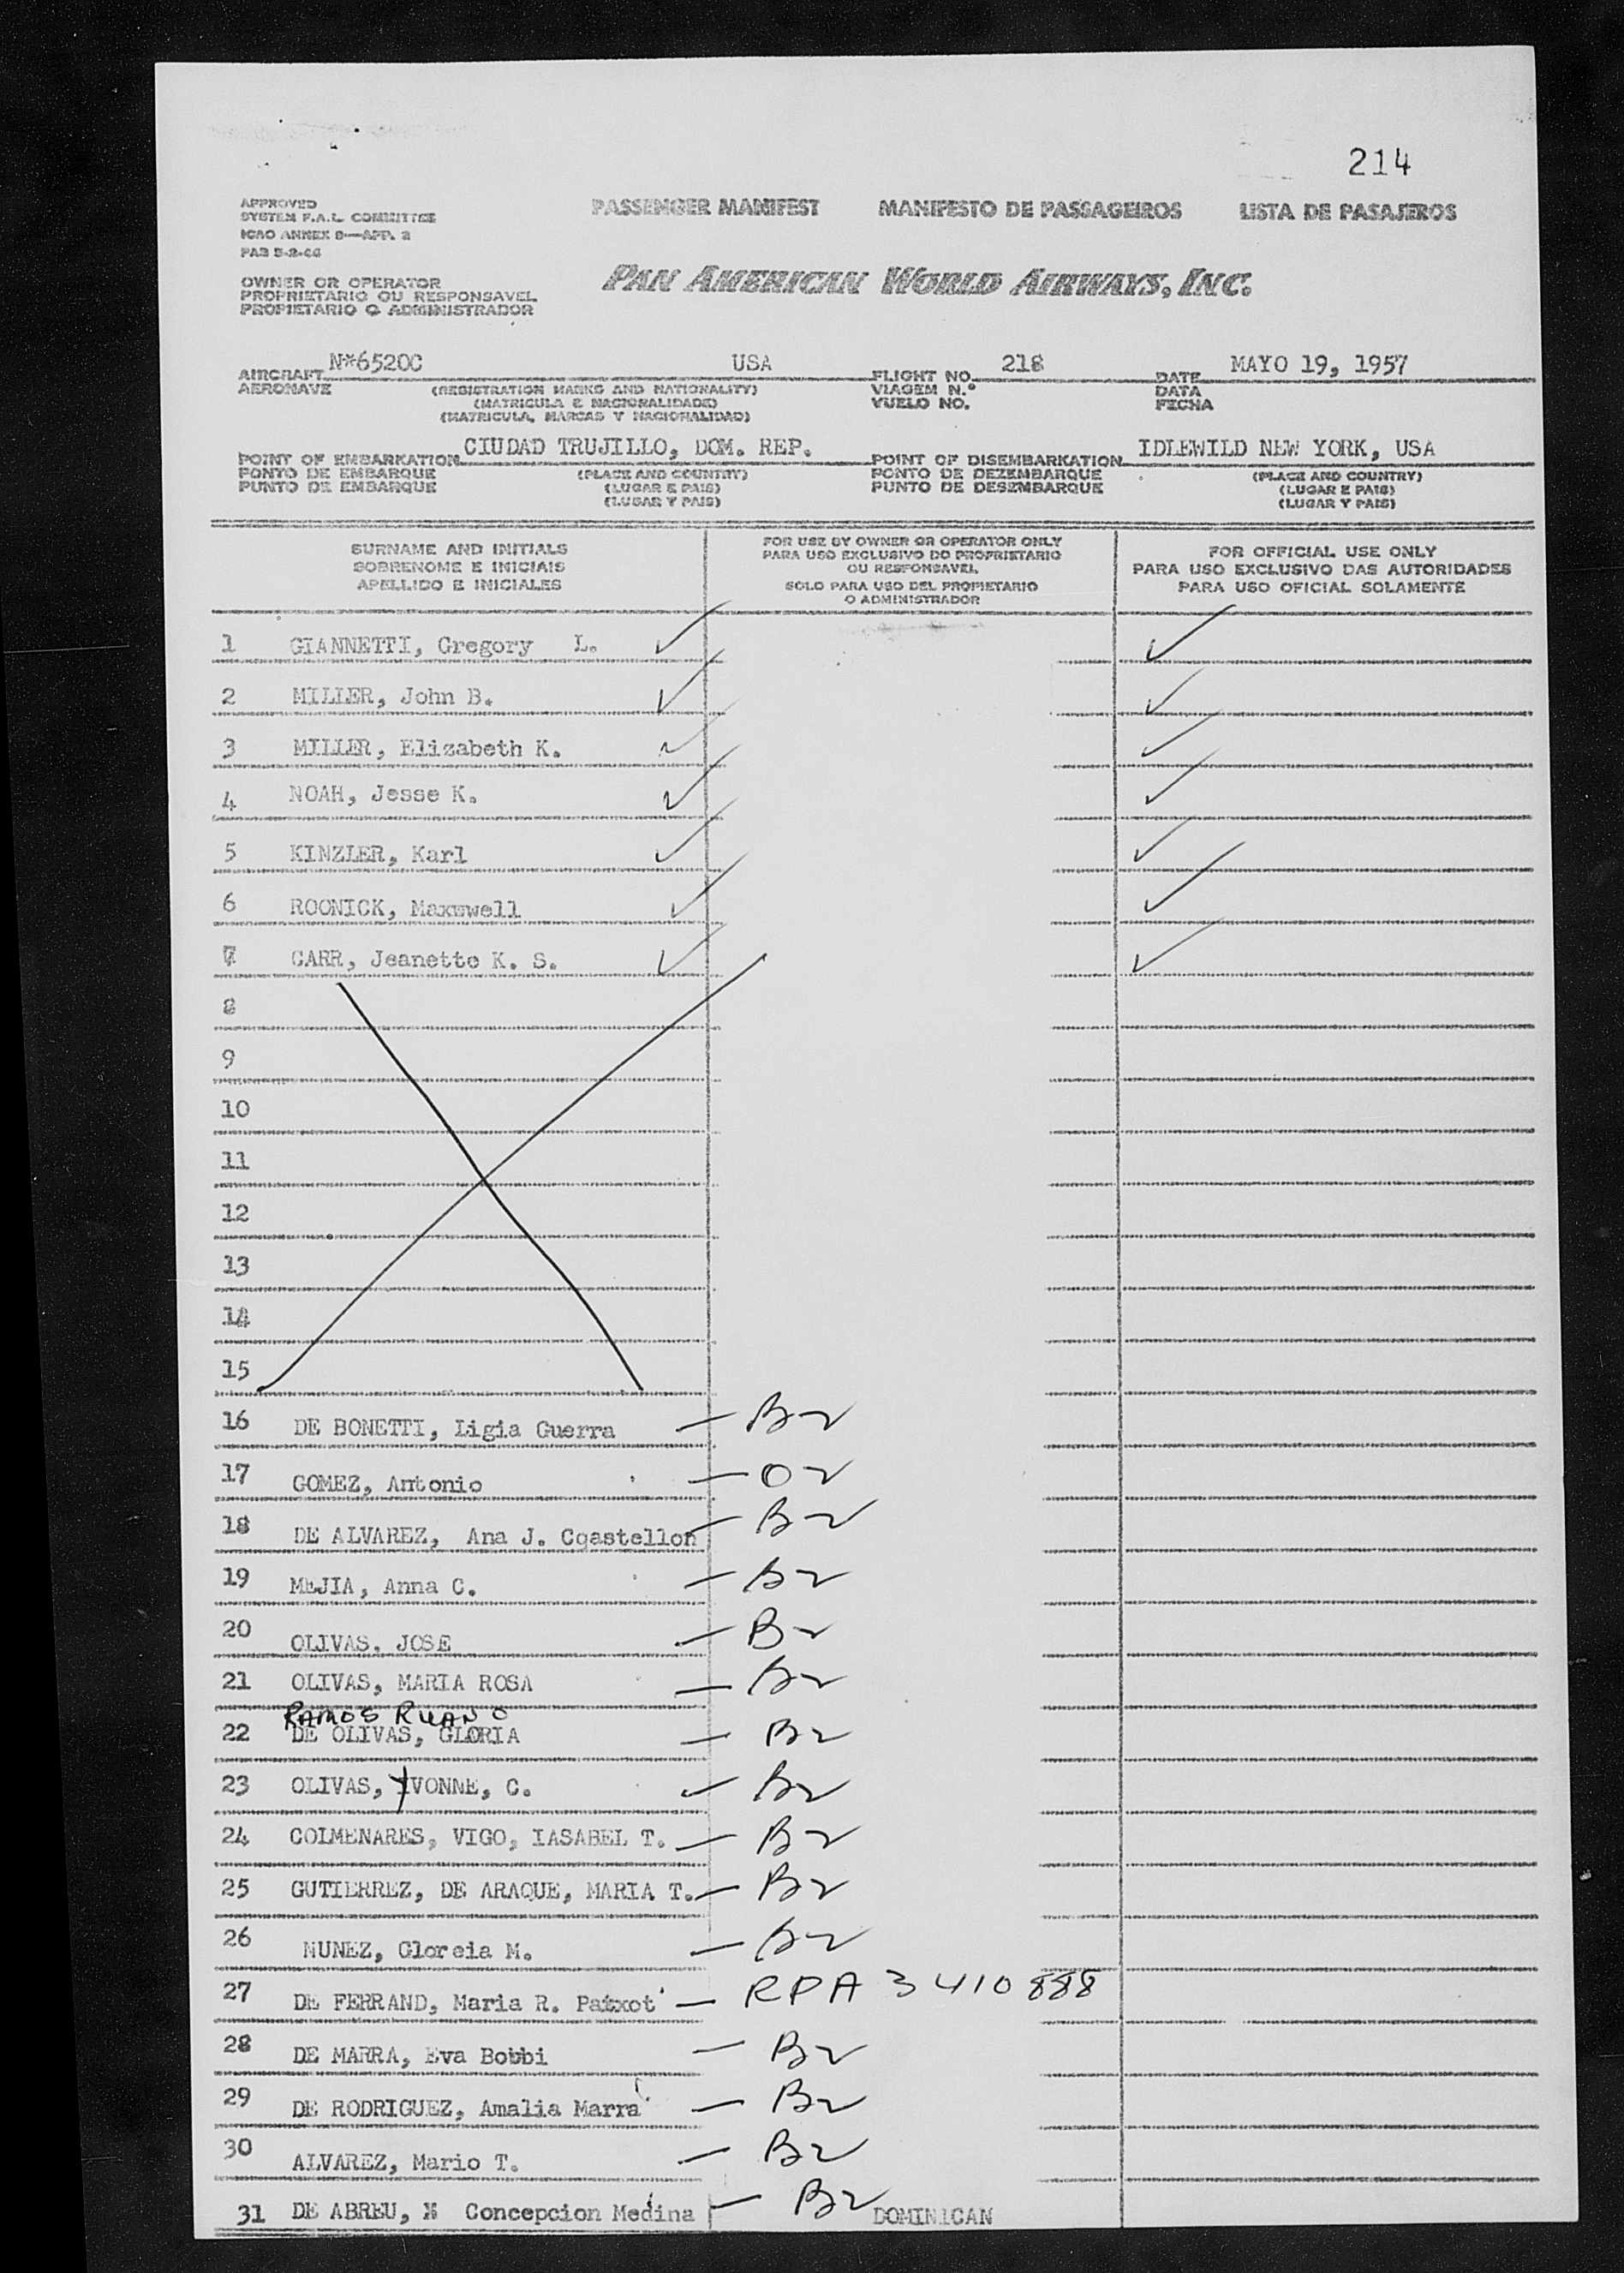 214
APPROVED
SYSTEM F.A.L. COMMITTEE
ICAO ANNEX 9—APP. 2
PASSENGER MANIFEST MANIFESTO DE PASSAGEIROS LISTA DE PASAJEROS
OWNER OR OPERATOR
PROPRIETARIO OU RESPONSAVEL
PROPIETARIO O ADMINISTRADOR
PAN AMERICAN WORLD AIRWAYS, INC.
AIRCRAFT N*6520C USA FLIGHT NO. 218 DATE MAYO 19, 1957
AERONAVE (REGISTRATION MARKS AND NATIONALITY) VIAGEM N.° DATA
(MATRICULA E NACIONALIDADE) VUELO NO. FECHA
(MATRICULA, MARCAS Y NACIONALIDAD)
POINT OF EMBARKATION CIUDAD TRUJILLO, DOM. REP. POINT OF DISEMBARKATION IDLEWILD NEW YORK, USA
PONTO DE EMBARQUE (PLACE AND COUNTRY) PONTO DE DEZEMBARQUE (PLACE AND COUNTRY)
PUNTO DE EMBARQUE (LUGAR E PAIS) PUNTO DE DESEMBARQUE (LUGAR E PAIS)
(LUGAR Y PAIS) (LUGAR Y PAIS)
SURNAME AND INITIALS
SOBRENOME E INICIAIS
APELLIDO E INICIALES
FOR USE BY OWNER OR OPERATOR ONLY
PARA USO EXCLUSIVO DO PROPRIETARIO
OU RESPONSAVEL
SOLO PARA USO DEL PROPIETARIO
O ADMINISTRADOR
FOR OFFICIAL USE ONLY
PARA USO EXCLUSIVO DAS AUTORIDADES
PARA USO OFICIAL SOLAMENTE
1 GIANNETTI, Gregory L.
2 MILLER, John B.
3 MILLER, Elizabeth K.
4 NOAH, Jesse K.
5 KINZLER, Karl
6 ROONICK, Maxwwell
7 CARR, Jeanette K. S.
8
9
10
11
12
13
14
15
16 DE BONETTI, Ligia Guerra — B2
17 GOMEZ, Antonio — O2
18 DE ALVAREZ, Ana J. Cqastellon — B2
19 MEJIA, Anna C. — B2
20 OLIVAS, JOSE — B2
21 OLIVAS, MARIA ROSA — B2
RAMOS RUANO
22 DE OLIVAS, GLORIA — B2
23 OLIVAS, YVONNE, C. — B2
24 COLMENARES, VIGO, IASABEL T. — B2
25 GUTIERREZ, DE ARAQUE, MARIA T. — B2
26 NUNEZ, Gloreia M. — B2
27 DE FERRAND, Maria R. Patxot — RPA 3410888
28 DE MARRA, Eva Bobbi — B2
29 DE RODRIGUEZ, Amalia Marra — B2
30 ALVAREZ, Mario T. — B2
31 DE ABREU, Concepcion Medina — B2 DOMINICAN